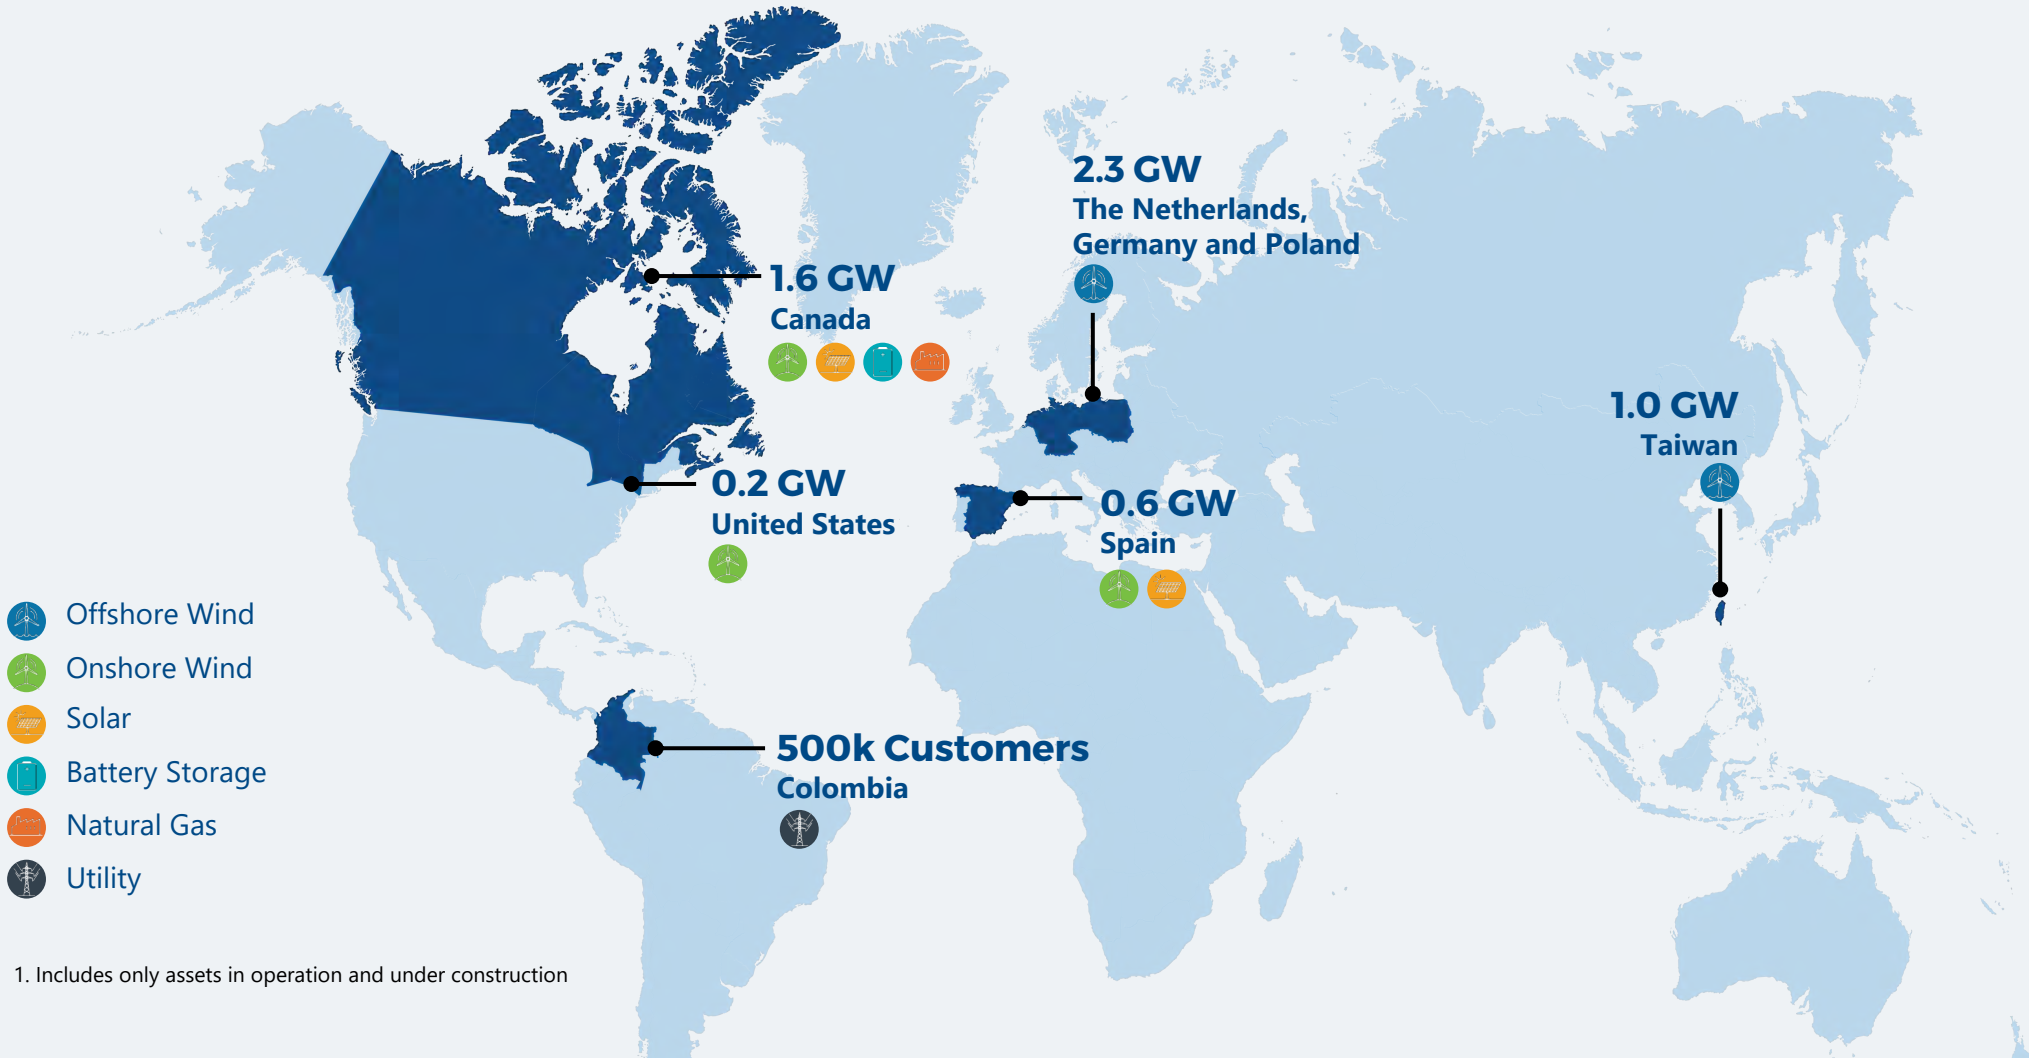 2.3 GW
The Netherlands,
Germany and Poland
1.6 GW
Canada
1.0 GW
Taiwan
0.2 GW
United States
0.6 GW
Spain
500k Customers
Colombia
Offshore Wind
Onshore Wind
Solar
Battery Storage
Natural Gas
Utility
1. Includes only assets in operation and under construction